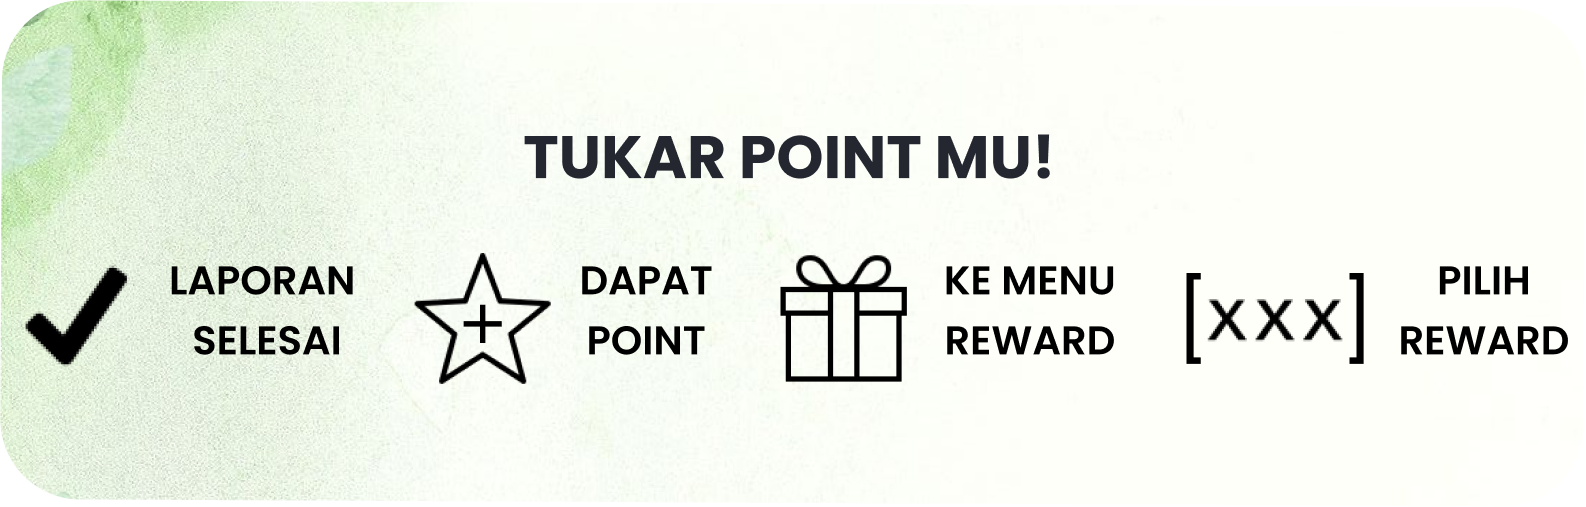 TUKAR POINT MU!
LAPORAN
SELESAI
DAPAT
POINT
KE MENU
REWARD
[xxx]
PILIH
REWARD